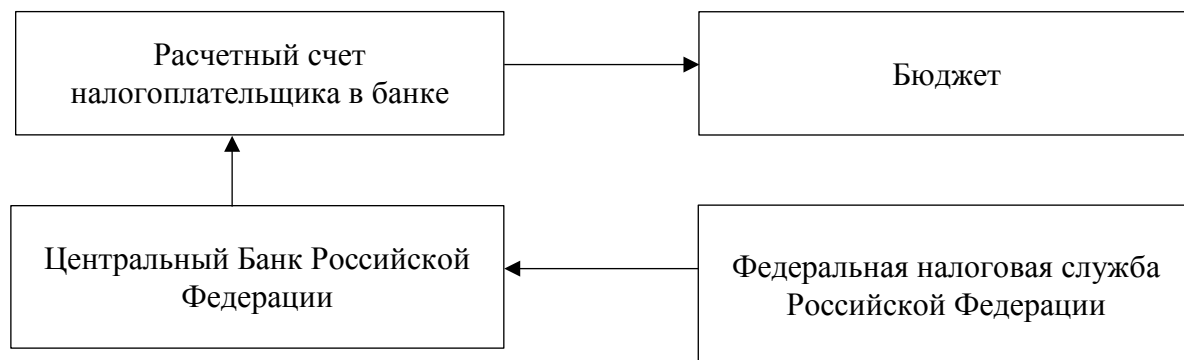 Расчетный счет
налогоплательщика в банке
Бюджет
Центральный Банк Российской
Федерации
Федеральная налоговая служба
Российской Федерации